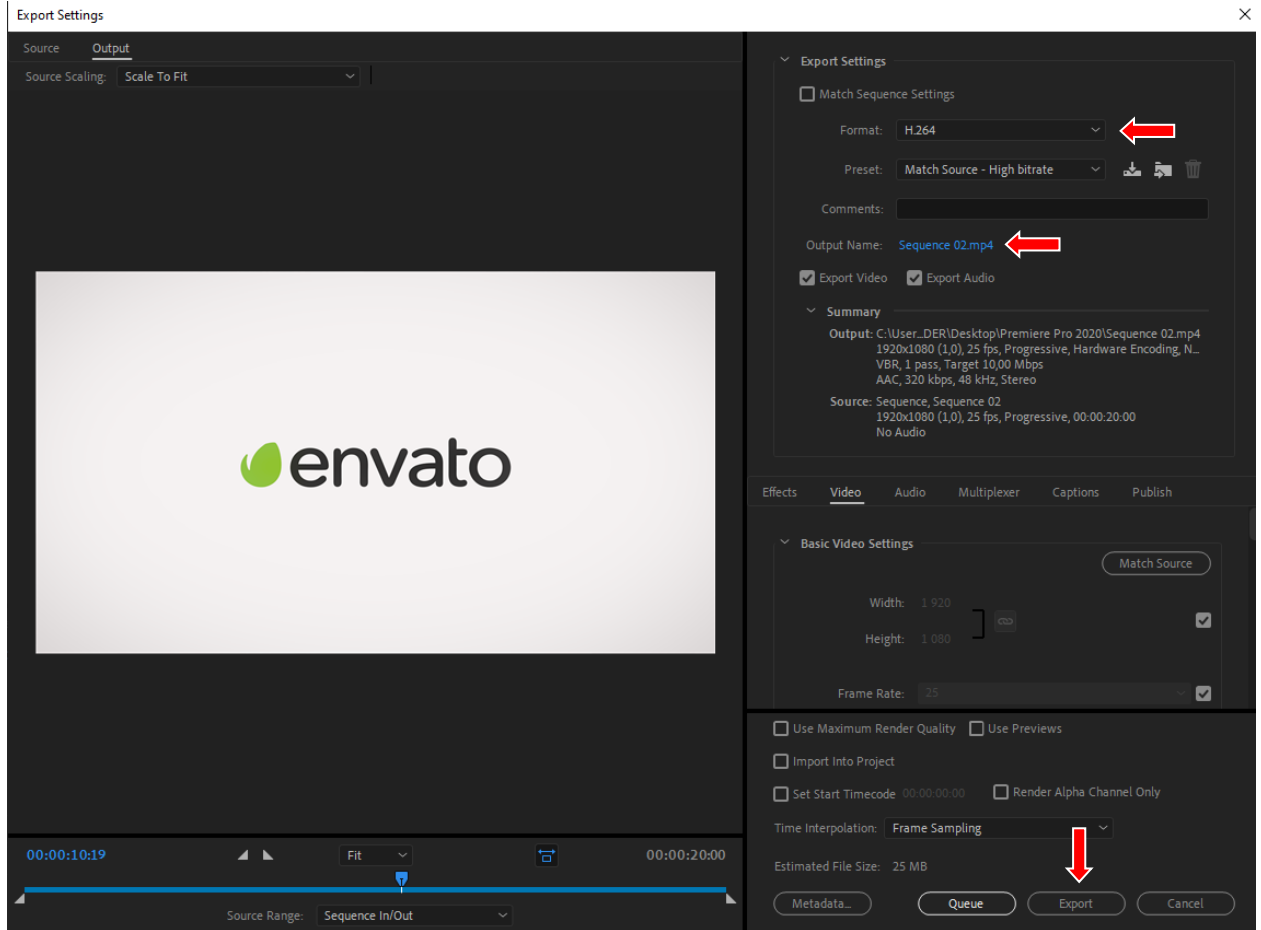 Export Settings
Source Output
Source Scaling: Scale To Fit
envato
00:00:10:19 Fit 00:00:20:00
Source Range: Sequence In/Out
Export Settings
Match Sequence Settings
Format: H.264
Preset: Match Source - High bitrate
Comments:
Output Name: Sequence 02.mp4
Export Video Export Audio
Summary
Output: C:\User...DER\Desktop\Premiere Pro 2020\Sequence 02.mp4
1920x1080 (1,0), 25 fps, Progressive, Hardware Encoding, N...
VBR, 1 pass, Target 10,00 Mbps
AAC, 320 kbps, 48 kHz, Stereo
Source: Sequence, Sequence 02
1920x1080 (1,0), 25 fps, Progressive, 00:00:20:00
No Audio
Effects Video Audio Multiplexer Captions Publish
Basic Video Settings
Match Source
Width: 1 920
Height: 1 080
Frame Rate: 25
Use Maximum Render Quality Use Previews
Import Into Project
Set Start Timecode 00:00:00:00 Render Alpha Channel Only
Time Interpolation: Frame Sampling
Estimated File Size: 25 MB
Metadata... Queue Export Cancel